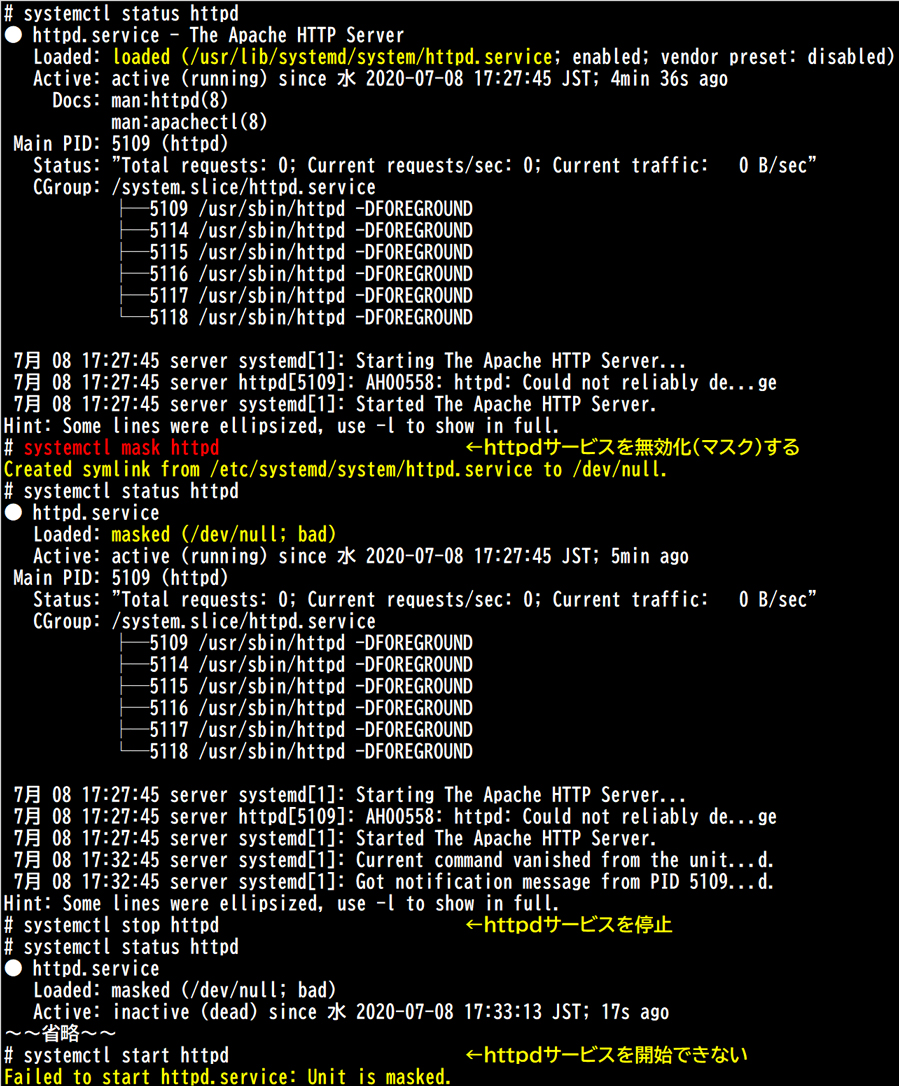 # systemctl status httpd
● httpd.service - The Apache HTTP Server
   Loaded: loaded (/usr/lib/systemd/system/httpd.service; enabled; vendor preset: disabled)
   Active: active (running) since 水 2020-07-08 17:27:45 JST; 4min 36s ago
     Docs: man:httpd(8)
           man:apachectl(8)
 Main PID: 5109 (httpd)
   Status: "Total requests: 0; Current requests/sec: 0; Current traffic:   0 B/sec"
   CGroup: /system.slice/httpd.service
           ├─5109 /usr/sbin/httpd -DFOREGROUND
           ├─5114 /usr/sbin/httpd -DFOREGROUND
           ├─5115 /usr/sbin/httpd -DFOREGROUND
           ├─5116 /usr/sbin/httpd -DFOREGROUND
           ├─5117 /usr/sbin/httpd -DFOREGROUND
           └─5118 /usr/sbin/httpd -DFOREGROUND

 7月 08 17:27:45 server systemd[1]: Starting The Apache HTTP Server...
 7月 08 17:27:45 server httpd[5109]: AH00558: httpd: Could not reliably de...ge
 7月 08 17:27:45 server systemd[1]: Started The Apache HTTP Server.
Hint: Some lines were ellipsized, use -l to show in full.
# systemctl mask httpd ←httpdサービスを無効化(マスク)する
Created symlink from /etc/systemd/system/httpd.service to /dev/null.
# systemctl status httpd
● httpd.service
   Loaded: masked (/dev/null; bad)
   Active: active (running) since 水 2020-07-08 17:27:45 JST; 5min ago
 Main PID: 5109 (httpd)
   Status: "Total requests: 0; Current requests/sec: 0; Current traffic:   0 B/sec"
   CGroup: /system.slice/httpd.service
           ├─5109 /usr/sbin/httpd -DFOREGROUND
           ├─5114 /usr/sbin/httpd -DFOREGROUND
           ├─5115 /usr/sbin/httpd -DFOREGROUND
           ├─5116 /usr/sbin/httpd -DFOREGROUND
           ├─5117 /usr/sbin/httpd -DFOREGROUND
           └─5118 /usr/sbin/httpd -DFOREGROUND

 7月 08 17:27:45 server systemd[1]: Starting The Apache HTTP Server...
 7月 08 17:27:45 server httpd[5109]: AH00558: httpd: Could not reliably de...ge
 7月 08 17:27:45 server systemd[1]: Started The Apache HTTP Server.
 7月 08 17:32:45 server systemd[1]: Current command vanished from the unit...d.
 7月 08 17:32:45 server systemd[1]: Got notification message from PID 5109...d.
Hint: Some lines were ellipsized, use -l to show in full.
# systemctl stop httpd ←httpdサービスを停止
# systemctl status httpd
● httpd.service
   Loaded: masked (/dev/null; bad)
   Active: inactive (dead) since 水 2020-07-08 17:33:13 JST; 17s ago
～～省略～～
# systemctl start httpd ←httpdサービスを開始できない
Failed to start httpd.service: Unit is masked.